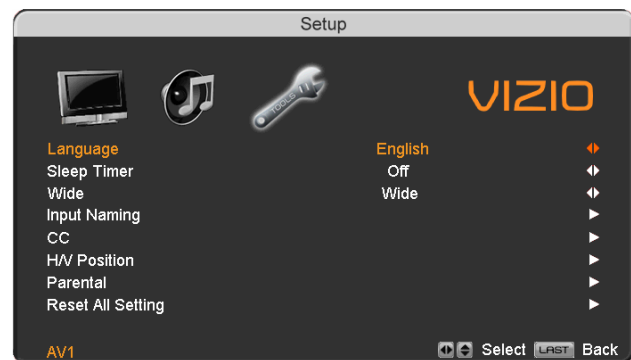 Setup
TOOLS
VIZIO
Language English
Sleep Timer Off
Wide Wide
Input Naming
CC
H/V Position
Parental
Reset All Setting
AV1 Select LAST Back